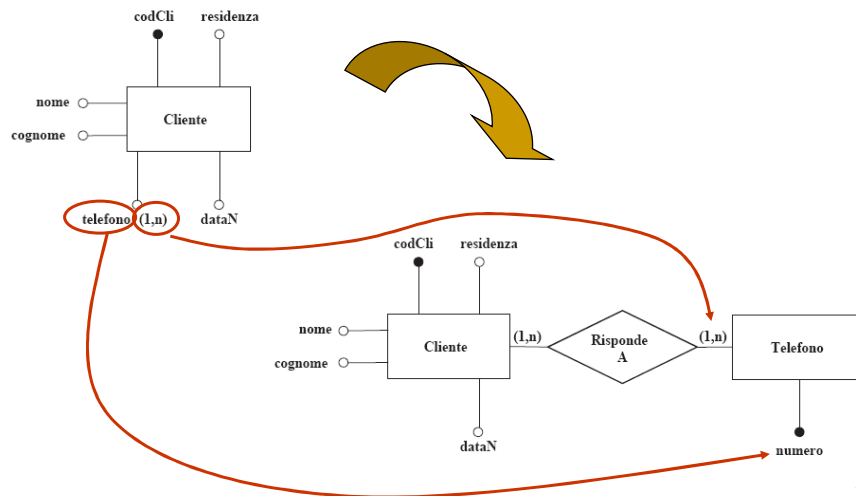 codCli residenza
nome
Cliente
cognome
telefono (1,n) dataN
codCli residenza
nome
(1,n) (1,n)
Cliente Risponde Telefono
A
cognome
dataN numero